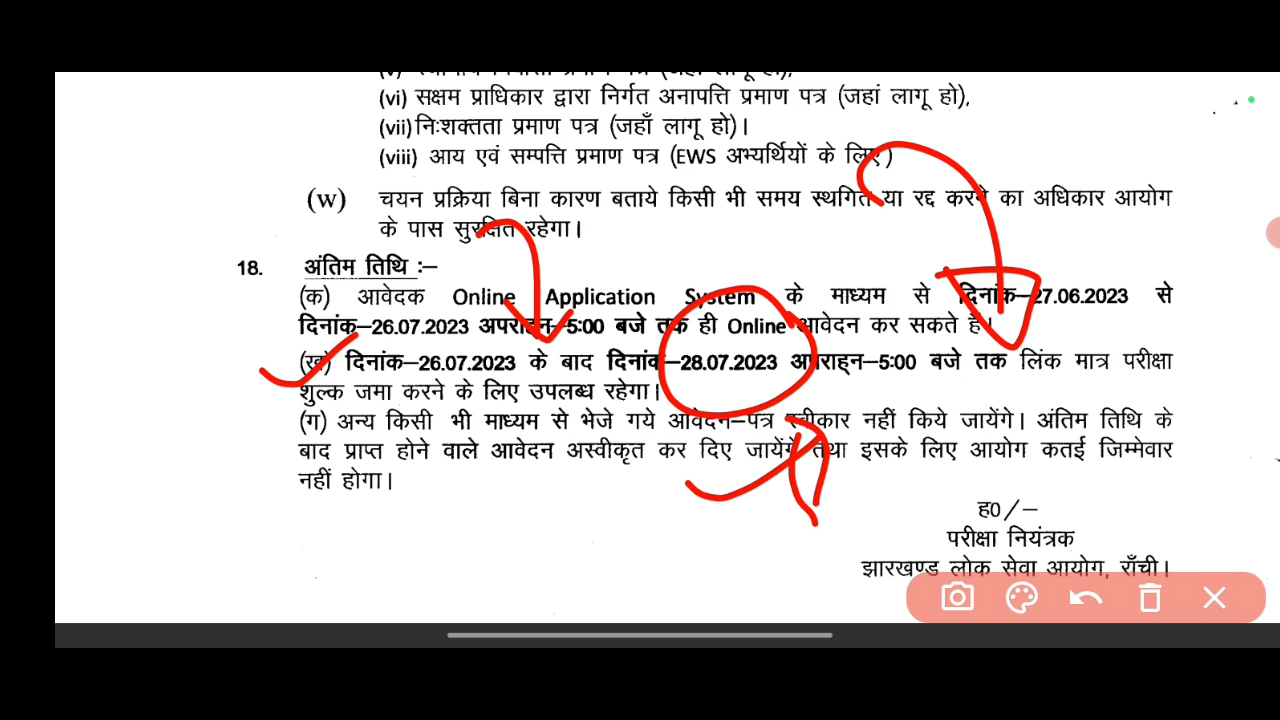 (v) स्थानीय निवासी प्रमाण पत्र (जहां लागू हो),
(vi) सक्षम प्राधिकार द्वारा निर्गत अनापत्ति प्रमाण पत्र (जहां लागू हो),
(vii) निःशक्तता प्रमाण पत्र (जहाँ लागू हो)।
(viii) आय एवं सम्पत्ति प्रमाण पत्र (EWS अभ्यर्थियों के लिए)
(w) चयन प्रक्रिया बिना कारण बताये किसी भी समय स्थगित या रद्द करने का अधिकार आयोग
के पास सुरक्षित रहेगा।
18. अंतिम तिथि :–
(क) आवेदक Online Application System के माध्यम से दिनांक–27.06.2023 से
दिनांक–26.07.2023 अपराह्न–5:00 बजे तक ही Online आवेदन कर सकते हैं।
(ख) दिनांक–26.07.2023 के बाद दिनांक–28.07.2023 अपराह्न–5:00 बजे तक लिंक मात्र परीक्षा
शुल्क जमा करने के लिए उपलब्ध रहेगा।
(ग) अन्य किसी भी माध्यम से भेजे गये आवेदन–पत्र स्वीकार नहीं किये जायेंगे। अंतिम तिथि के
बाद प्राप्त होने वाले आवेदन अस्वीकृत कर दिए जायेंगे तथा इसके लिए आयोग कतई जिम्मेवार
नहीं होगा।
ह0/–
परीक्षा नियंत्रक
झारखण्ड लोक सेवा आयोग, राँची।